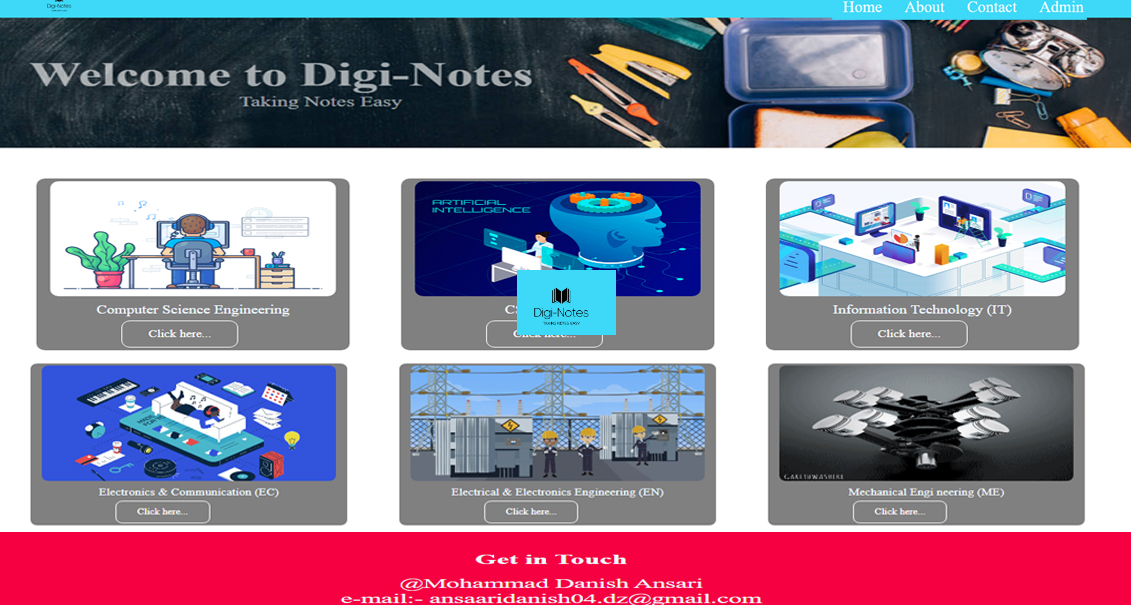 Digi-Notes
Home About Contact Admin
Welcome to Digi-Notes
Taking Notes Easy
ARTIFICIAL
INTELLIGENCE
Computer Science Engineering
Click here...
Digi-Notes
TAKING NOTES EASY
Click here...
Information Technology (IT)
Click here...
Electronics & Communication (EC)
Click here...
Electrical & Electronics Engineering (EN)
Click here...
GARETHWASHERE
Mechanical Engi neering (ME)
Click here...
Get in Touch
@Mohammad Danish Ansari
e-mail:- ansaaridanish04.dz@gmail.com